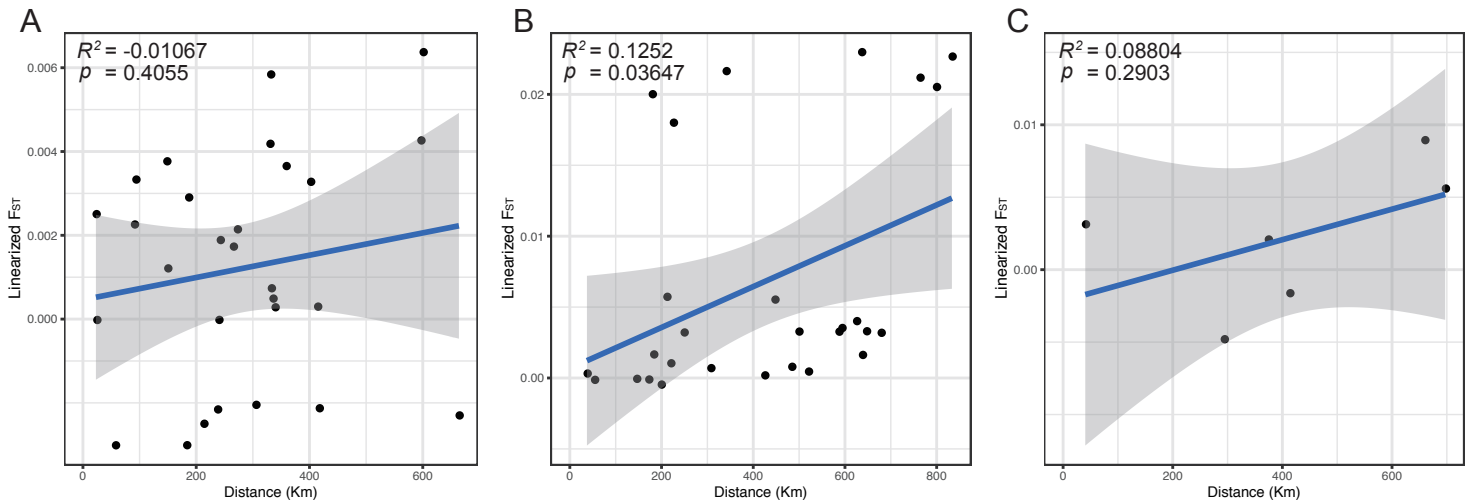 A
R² = -0.01067
p = 0.4055
0.006
0.004
0.002
0.000
Linearized FST
0
200
400
600
Distance (Km)
B
R² = 0.1252
p = 0.03647
0.02
0.01
0.00
Linearized FST
0
200
400
600
800
Distance (Km)
C
R² = 0.08804
p = 0.2903
0.01
0.00
Linearized FST
0
200
400
600
Distance (Km)